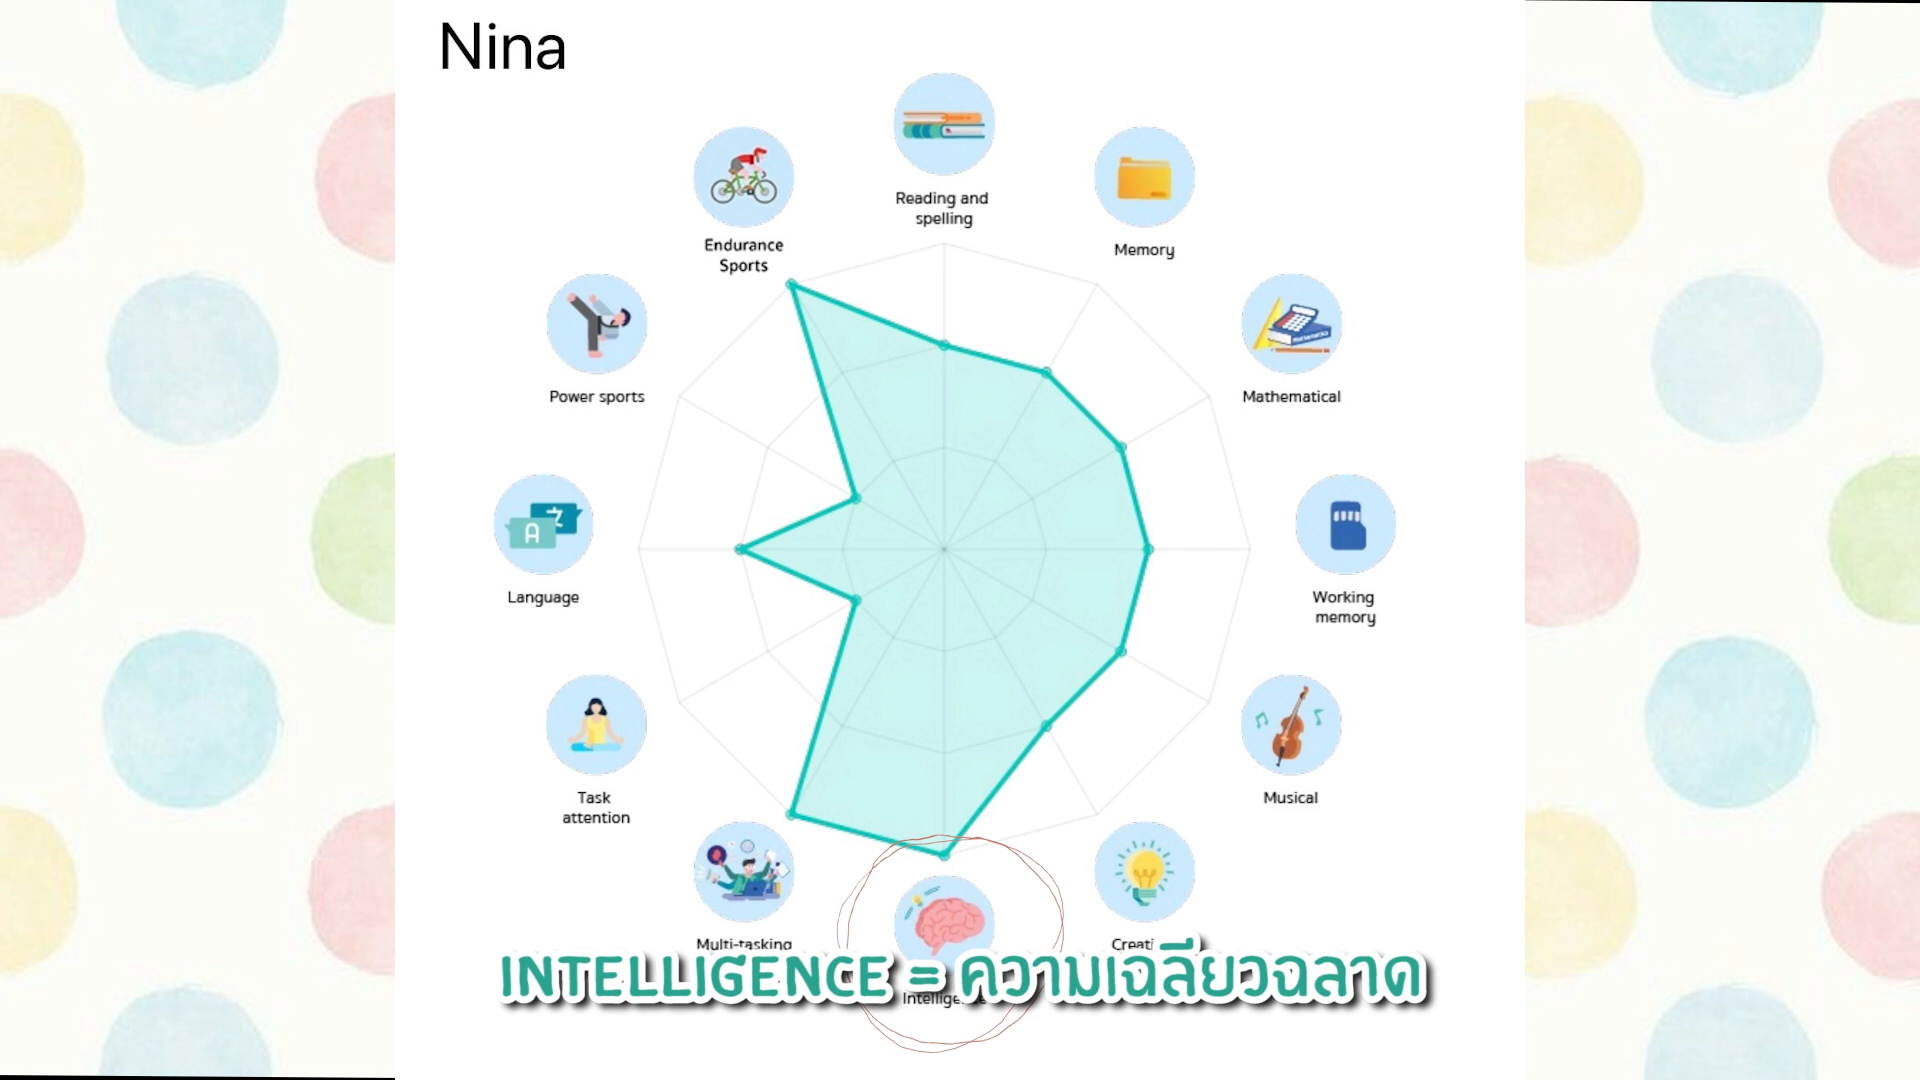 Nina
Reading and
spelling
Endurance
Sports
Memory
Power sports
Mathematical
A
Language
Working
memory
Task
attention
Musical
Multi-tasking
INTELLIGENCE = ความเฉลียวฉลาด